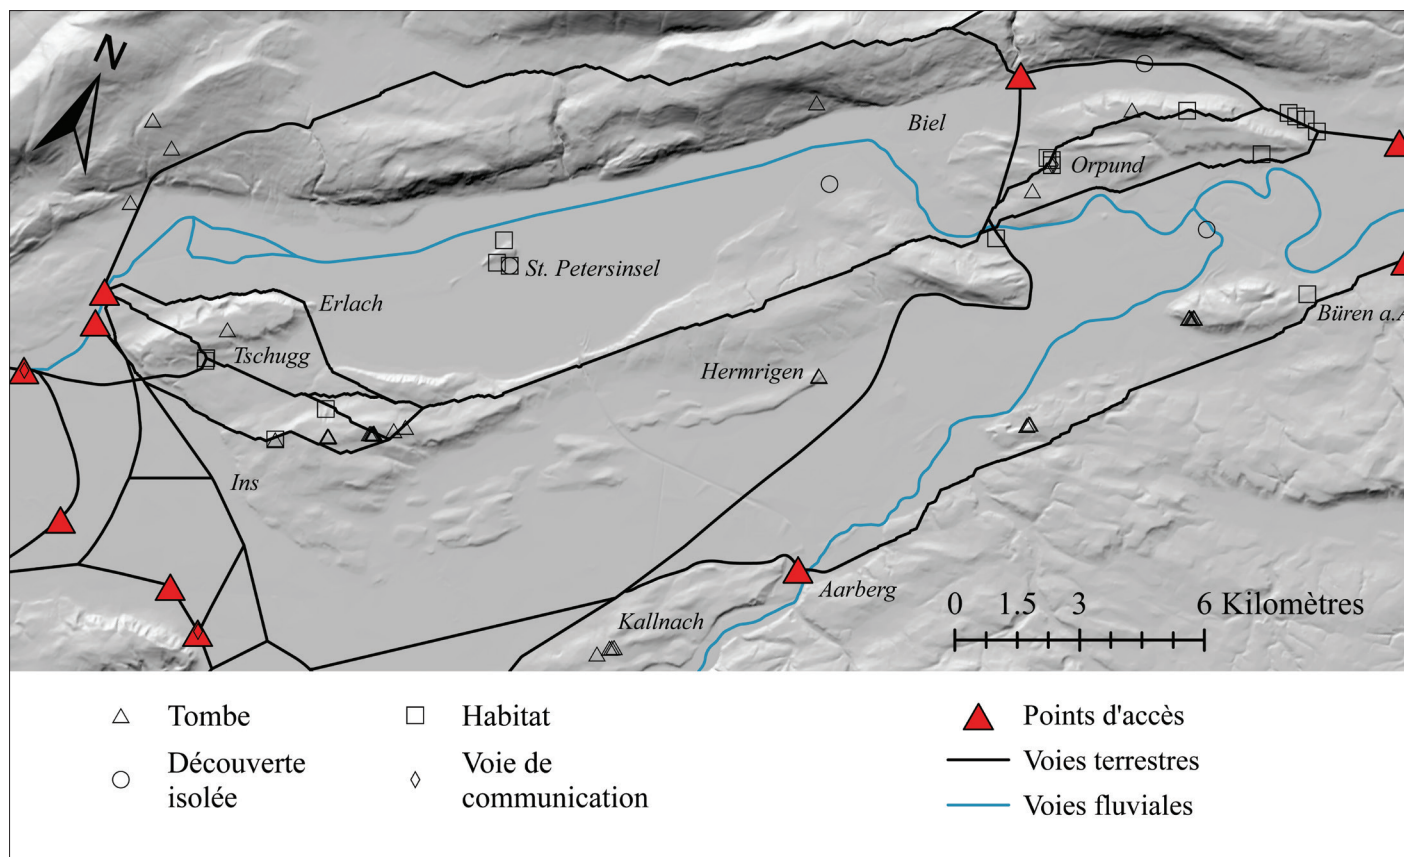 N
Biel
Orpund
St. Petersinsel
Erlach
Büren a.A
Tschugg
Hermrigen
Ins
Aarberg
Kallnach
0 1.5 3 6 Kilomètres
Tombe
Habitat
Points d'accès
Découverte
isolée
Voie de
communication
Voies terrestres
Voies fluviales